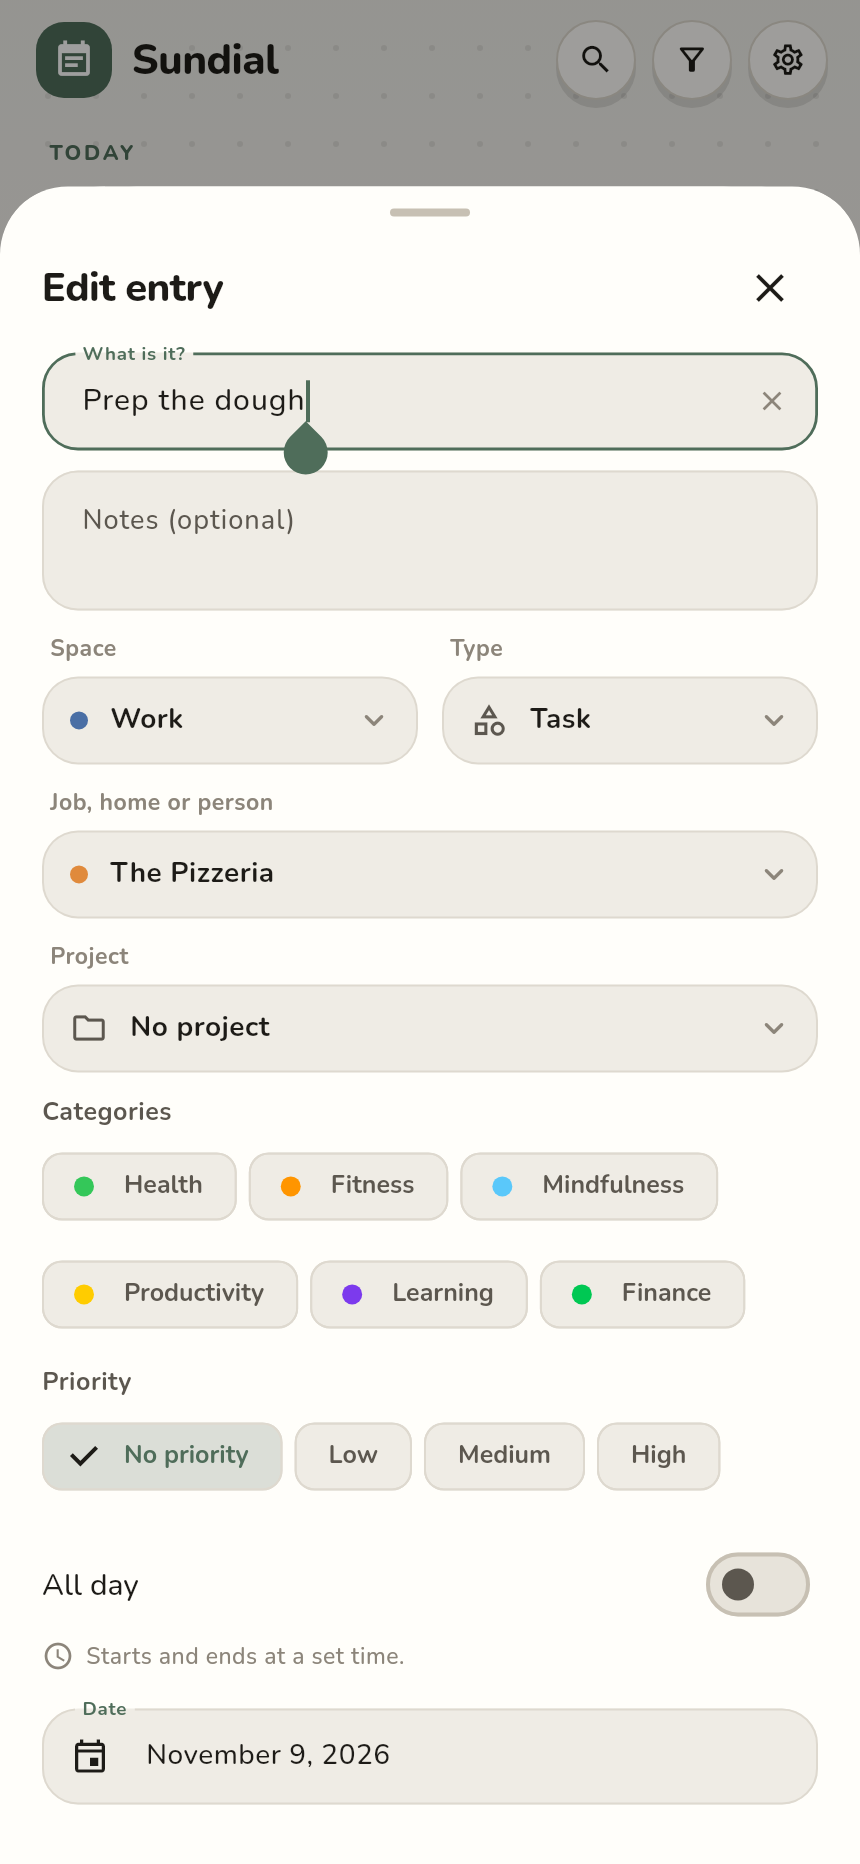 Sundial
TODAY
Edit entry
What is it?
Prep the dough
Notes (optional)
Space
Type
Work
Task
Job, home or person
The Pizzeria
Project
No project
Categories
Health
Fitness
Mindfulness
Productivity
Learning
Finance
Priority
No priority
Low
Medium
High
All day
Starts and ends at a set time.
Date
November 9, 2026